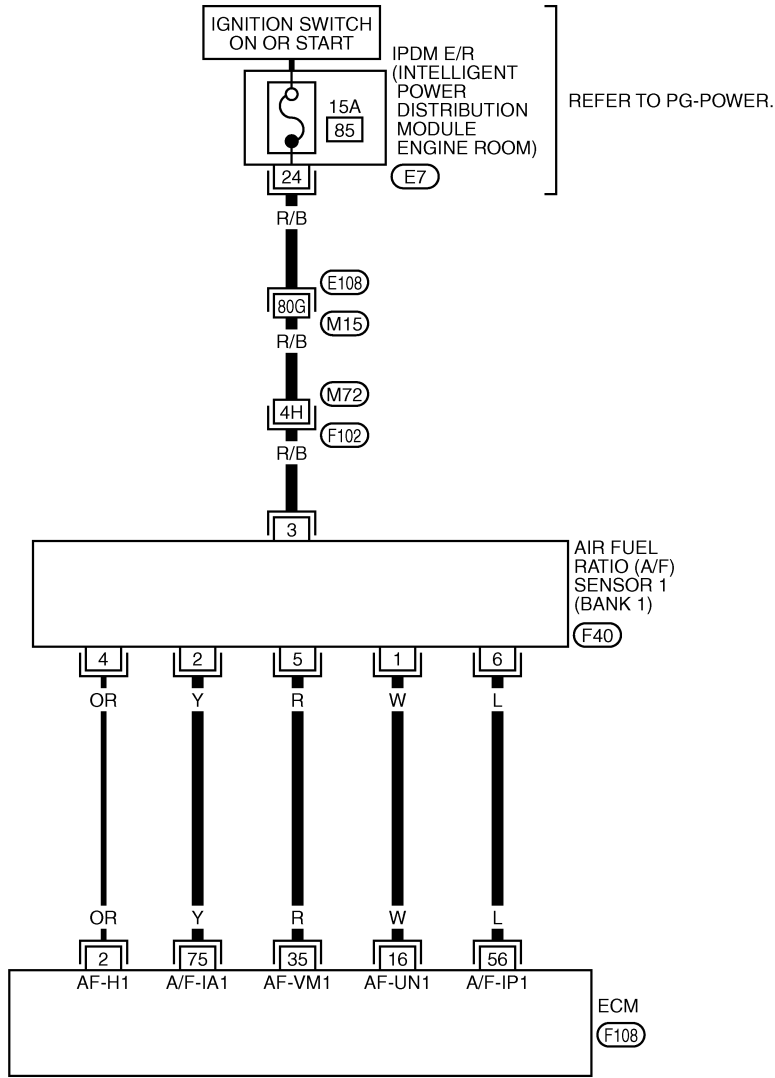 IGNITION SWITCH
ON OR START
IPDM E/R
(INTELLIGENT
POWER
DISTRIBUTION
MODULE
ENGINE ROOM)
REFER TO PG-POWER.
15A
85
24
E7
R/B
E108
80G
M15
R/B
M72
4H
F102
R/B
3
AIR FUEL
RATIO (A/F)
SENSOR 1
(BANK 1)
F40
4 2 5 1 6
OR Y R W L
OR Y R W L
2 75 35 16 56
AF-H1 A/F-IA1 AF-VM1 AF-UN1 A/F-IP1
ECM
F108